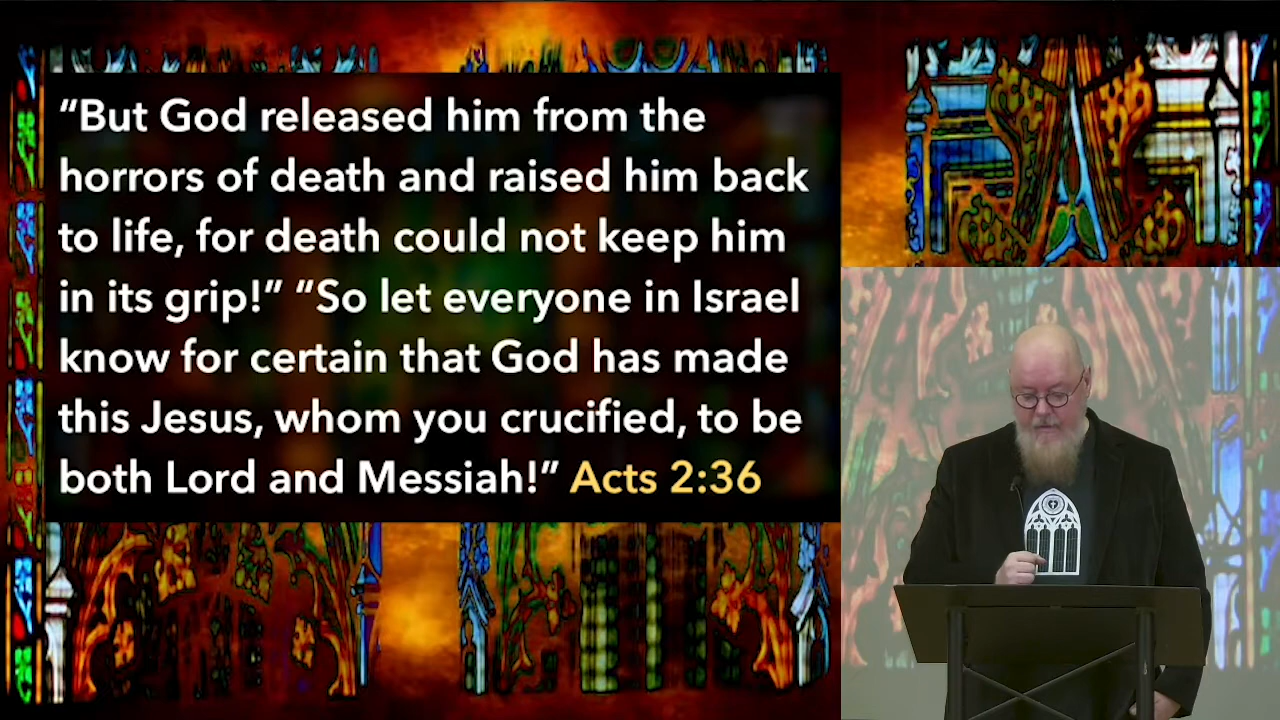 “But God released him from the
horrors of death and raised him back
to life, for death could not keep him
in its grip!” “So let everyone in Israel
know for certain that God has made
this Jesus, whom you crucified, to be
both Lord and Messiah!” Acts 2:36